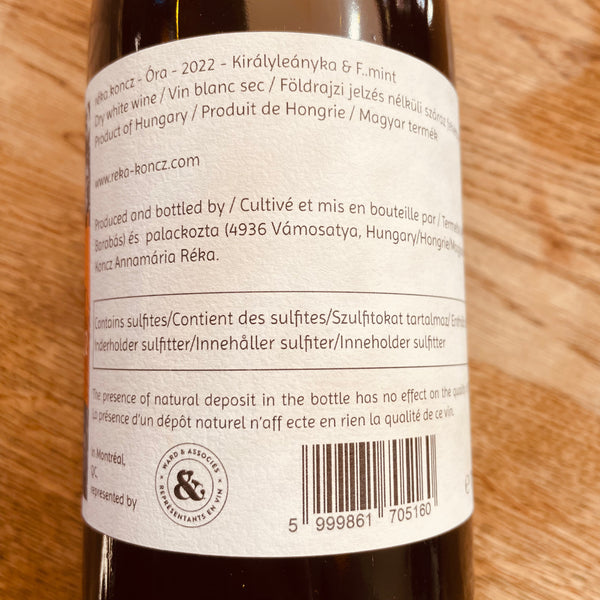 réka.koncz - Óra - 2022 - Királyleányka & F..mint
Dry white wine / Vin blanc sec / Földrajzi jelzés nélküli száraz
Product of Hungary / Produit de Hongrie / Magyar termék
www.reka-koncz.com
Produced and bottled by / Cultivé et mis en bouteille par /
Barabás) és palackozta (4936 Vámosatya, Hungary/Hongrie/
Koncz Annamária Réka.
Contains sulfites/Contient des sulfites/Szulfitokat tartalmaz/
Inderholder sulfitter/Innehåller sulfiter/Inneholder sulfitter
The presence of natural deposit in the bottle has no effect on the
La présence d'un dépôt naturel n'aff ecte en rien la qualité de ce vin.
in Montréal,
QC,
represented by
WARD & ASSOCIÉS
&
REPRÉSENTANTS EN VIN
5 999861 705160